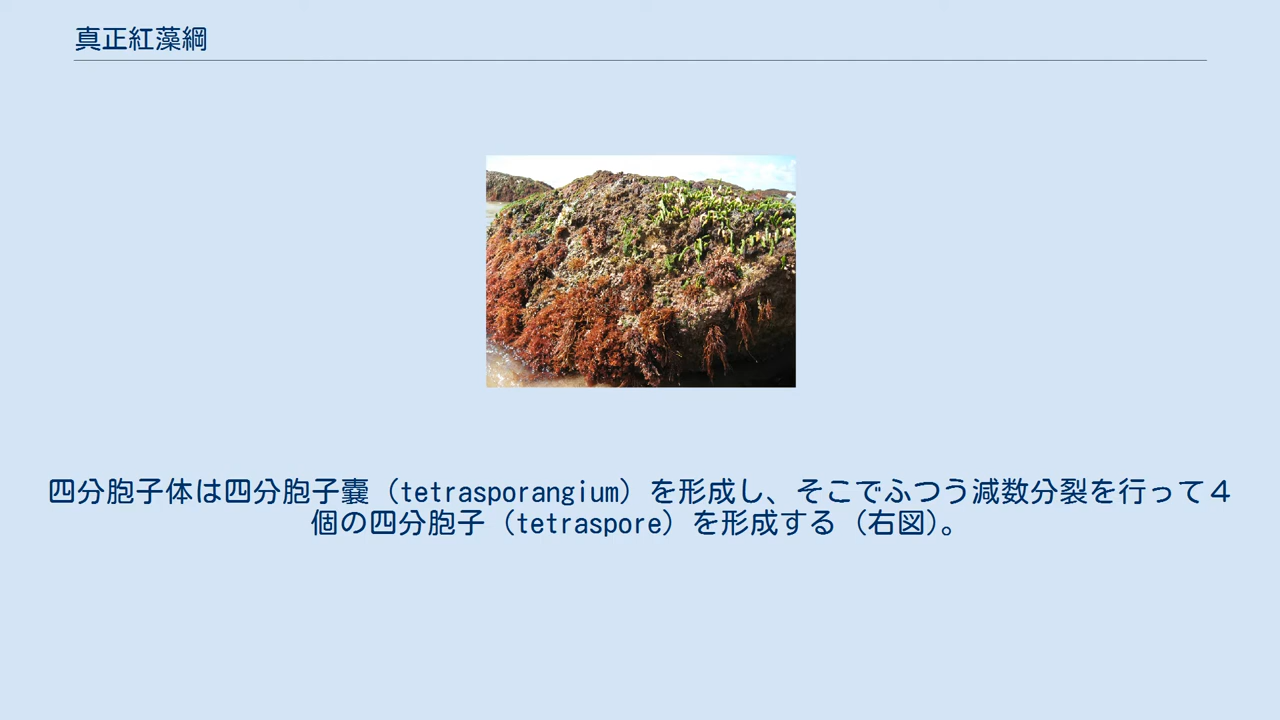 真正紅藻綱
四分胞子体は四分胞子嚢（tetrasporangium）を形成し、そこでふつう減数分裂を行って４
個の四分胞子（tetraspore）を形成する（右図）。